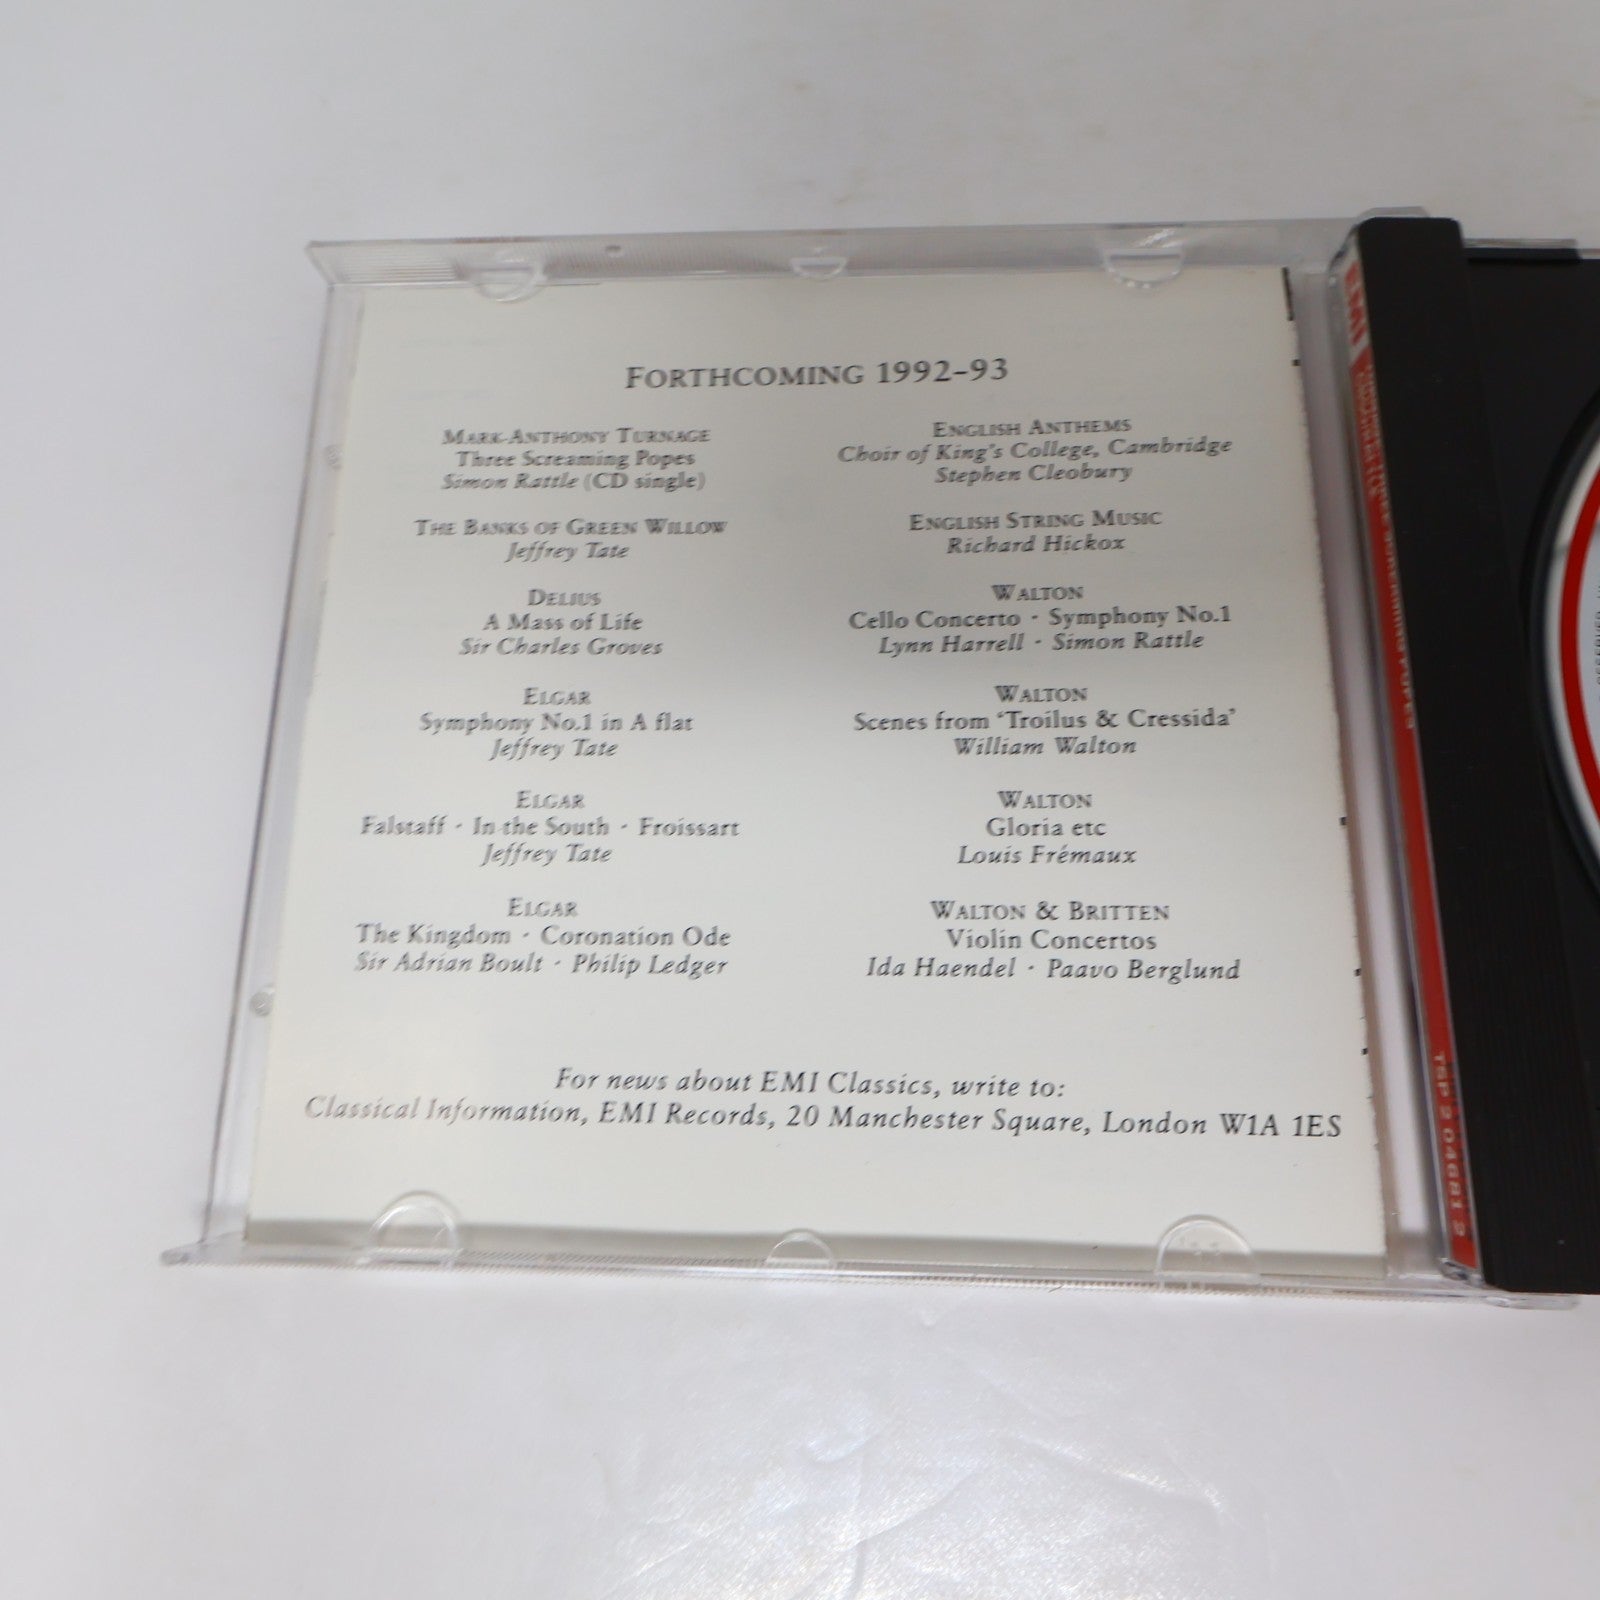 FORTHCOMING 1992–93
MARK-ANTHONY TURNAGE
Three Screaming Popes
Simon Rattle (CD single)
THE BANKS OF GREEN WILLOW
Jeffrey Tate
DELIUS
A Mass of Life
Sir Charles Groves
ELGAR
Symphony No.1 in A flat
Jeffrey Tate
ELGAR
Falstaff · In the South · Froissart
Jeffrey Tate
ELGAR
The Kingdom · Coronation Ode
Sir Adrian Boult · Philip Ledger
ENGLISH ANTHEMS
Choir of King's College, Cambridge
Stephen Cleobury
ENGLISH STRING MUSIC
Richard Hickox
WALTON
Cello Concerto · Symphony No.1
Lynn Harrell · Simon Rattle
WALTON
Scenes from ‘Troilus & Cressida’
William Walton
WALTON
Gloria etc
Louis Frémaux
WALTON & BRITTEN
Violin Concertos
Ida Haendel · Paavo Berglund
For news about EMI Classics, write to:
Classical Information, EMI Records, 20 Manchester Square, London W1A 1ES
EMI
TSP 2 04681 2